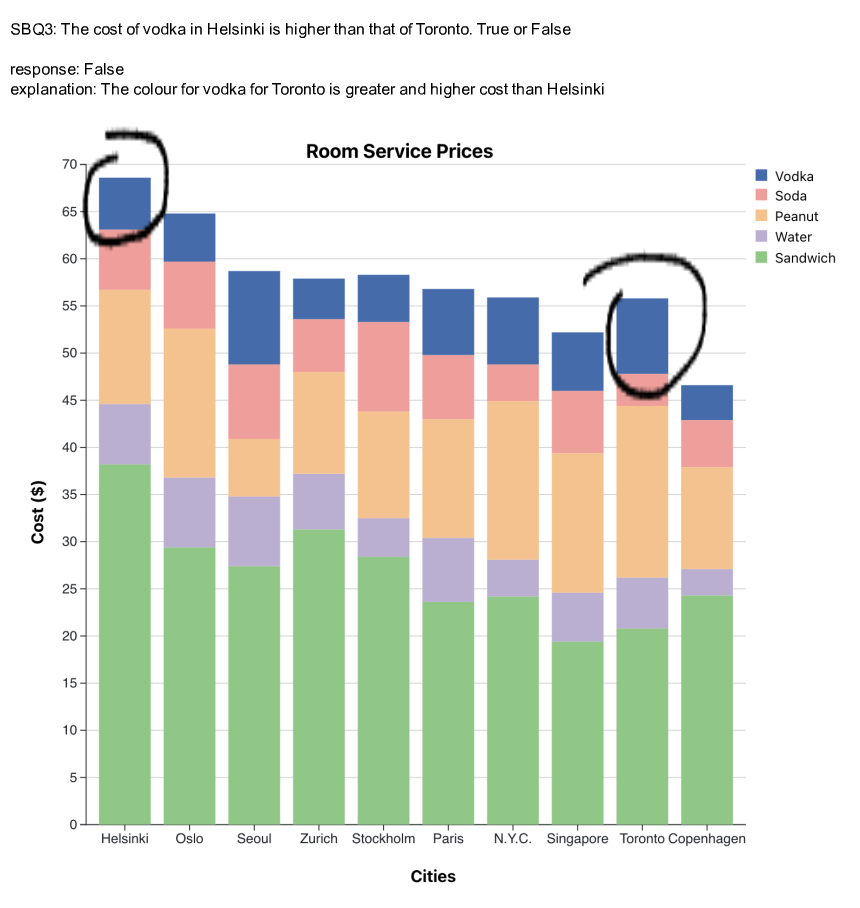 SBQ3: The cost of vodka in Helsinki is higher than that of Toronto. True or False
response: False
explanation: The colour for vodka for Toronto is greater and higher cost than Helsinki
Room Service Prices
Vodka
Soda
Peanut
Water
Sandwich
Cost ($)
70
65
60
55
50
45
40
35
30
25
20
15
10
5
0
Helsinki Oslo Seoul Zurich Stockholm Paris N.Y.C. Singapore Toronto Copenhagen
Cities